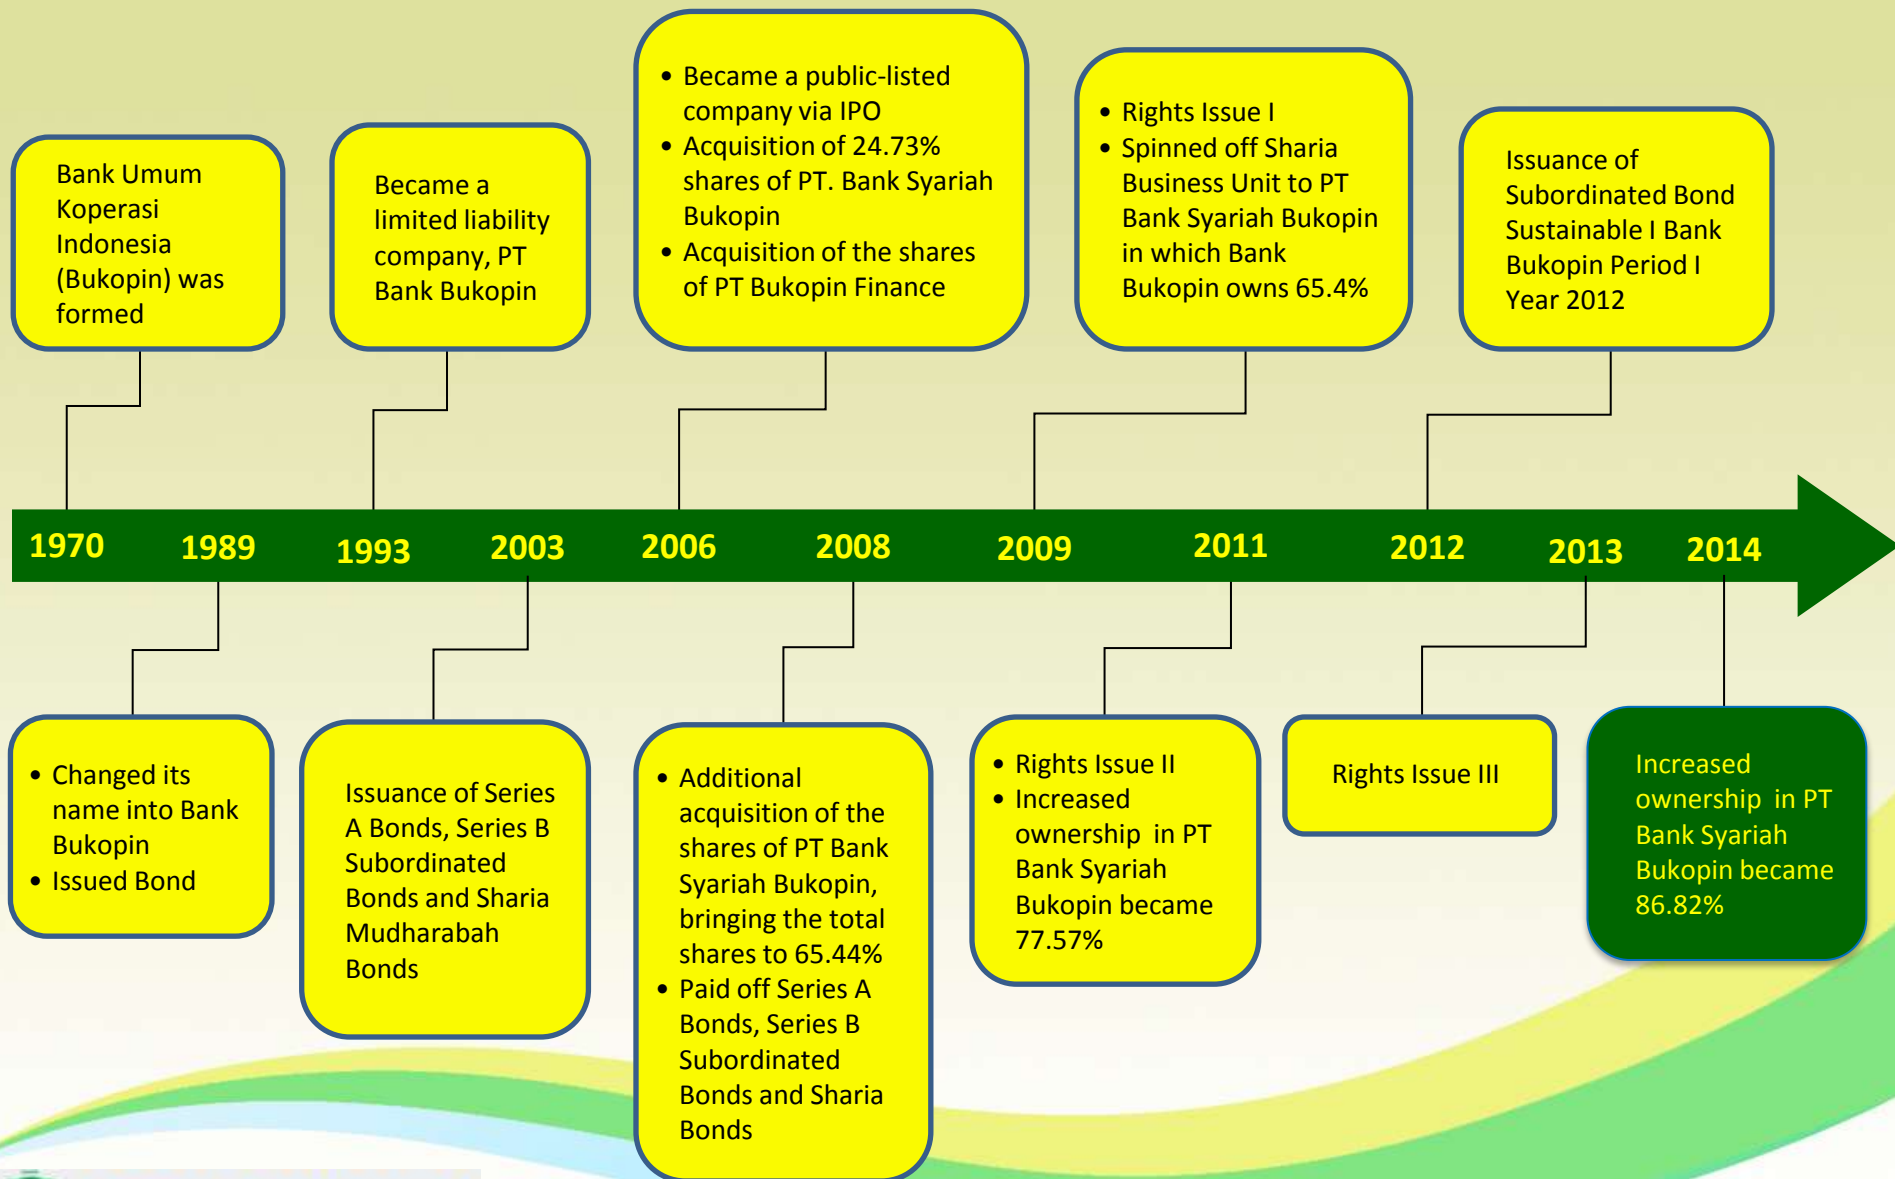 Bank Umum
Koperasi
Indonesia
(Bukopin) was
formed
Became a
limited liability
company, PT
Bank Bukopin
• Became a public-listed
company via IPO
• Acquisition of 24.73%
shares of PT. Bank Syariah
Bukopin
• Acquisition of the shares
of PT Bukopin Finance
• Rights Issue I
• Spinned off Sharia
Business Unit to PT
Bank Syariah Bukopin
in which Bank
Bukopin owns 65.4%
Issuance of
Subordinated Bond
Sustainable I Bank
Bukopin Period I
Year 2012
1970 1989 1993 2003 2006 2008 2009 2011 2012 2013 2014
• Changed its
name into Bank
Bukopin
• Issued Bond
Issuance of Series
A Bonds, Series B
Subordinated
Bonds and Sharia
Mudharabah
Bonds
• Additional
acquisition of the
shares of PT Bank
Syariah Bukopin,
bringing the total
shares to 65.44%
• Paid off Series A
Bonds, Series B
Subordinated
Bonds and Sharia
Bonds
• Rights Issue II
• Increased
ownership in PT
Bank Syariah
Bukopin became
77.57%
Rights Issue III
Increased
ownership in PT
Bank Syariah
Bukopin became
86.82%